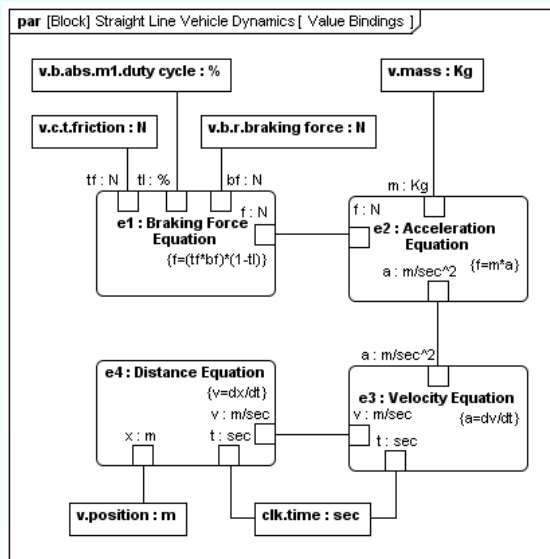 par [Block] Straight Line Vehicle Dynamics [ Value Bindings ]
v.b.abs.m1.duty cycle : %
v.mass : Kg
v.c.t.friction : N
v.b.r.braking force : N
tf : N
tl : %
bf : N
m : Kg
f : N
f : N
e1 : Braking Force
Equation
{f=(tf*bf)*(1-tl)}
e2 : Acceleration
Equation
{f=m*a}
a : m/sec^2
a : m/sec^2
e4 : Distance Equation
{v=dx/dt}
v : m/sec
x : m
t : sec
e3 : Velocity Equation
v : m/sec
{a=dv/dt}
t : sec
v.position : m
clk.time : sec